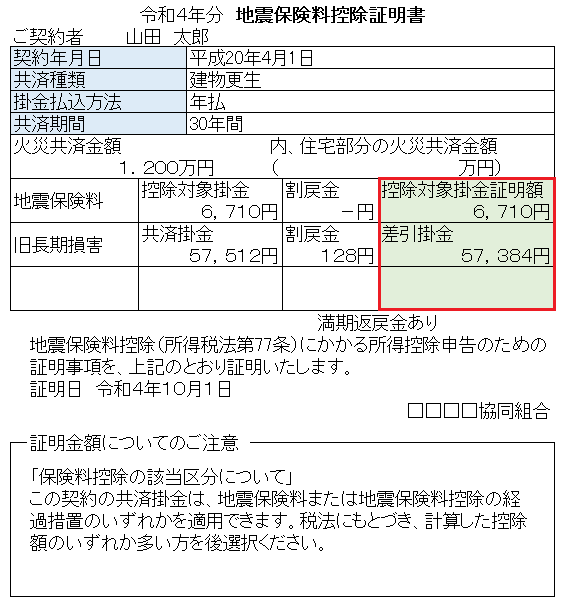 令和4年分 地震保険料控除証明書
ご契約者 山田 太郎
契約年月日 平成20年4月1日
共済種類 建物更生
掛金払込方法 年払
共済期間 30年間
火災共済金額 内、住宅部分の火災共済金額
1．200万円 ( 万円)
地震保険料 控除対象掛金 割戻金 控除対象掛金証明額
6,710円 －円 6,710円
旧長期損害 共済掛金 割戻金 差引掛金
57,512円 128円 57,384円
満期返戻金あり
地震保険料控除(所得税法第77条)にかかる所得控除申告のための
証明事項を、上記のとおり証明いたします。
証明日 令和4年10月1日
□□□□協同組合
証明金額についてのご注意
「保険料控除の該当区分について」
この契約の共済掛金は、地震保険料または地震保険料控除の経
過措置のいずれかを適用できます。税法にもとづき、計算した控除
額のいずれか多い方を後選択ください。